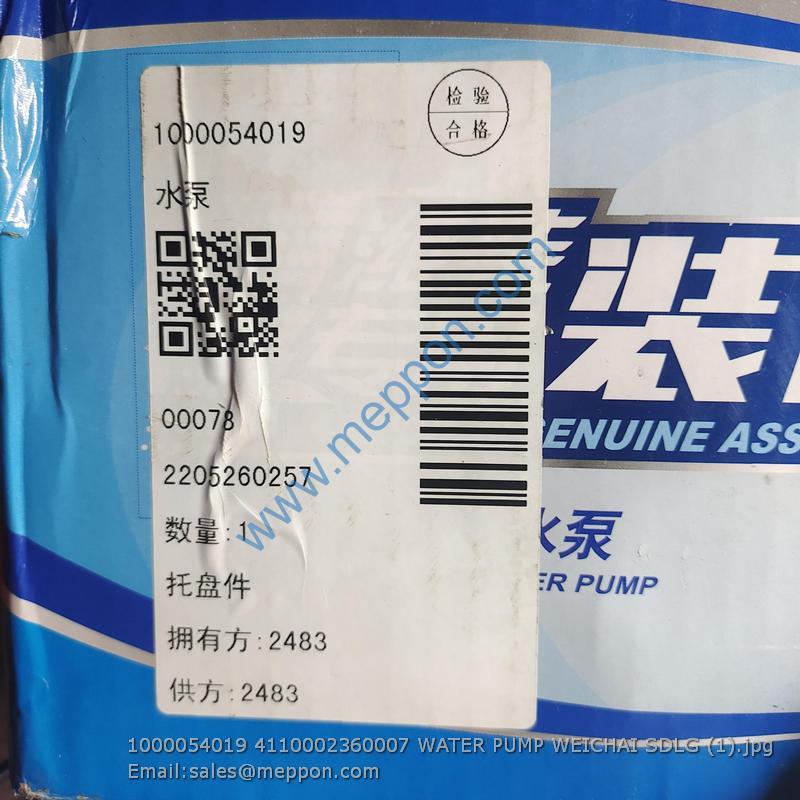 检验
合格
1000054019
水泵
装
00078
GENUINE ASS
2205260257
数量:1
水泵
托盘件
ER PUMP
拥有方:2483
供方:2483
www.meppon.com
1000054019 4110002360007 WATER PUMP WEICHAI SDLG (1).jpg
Email:sales@meppon.com